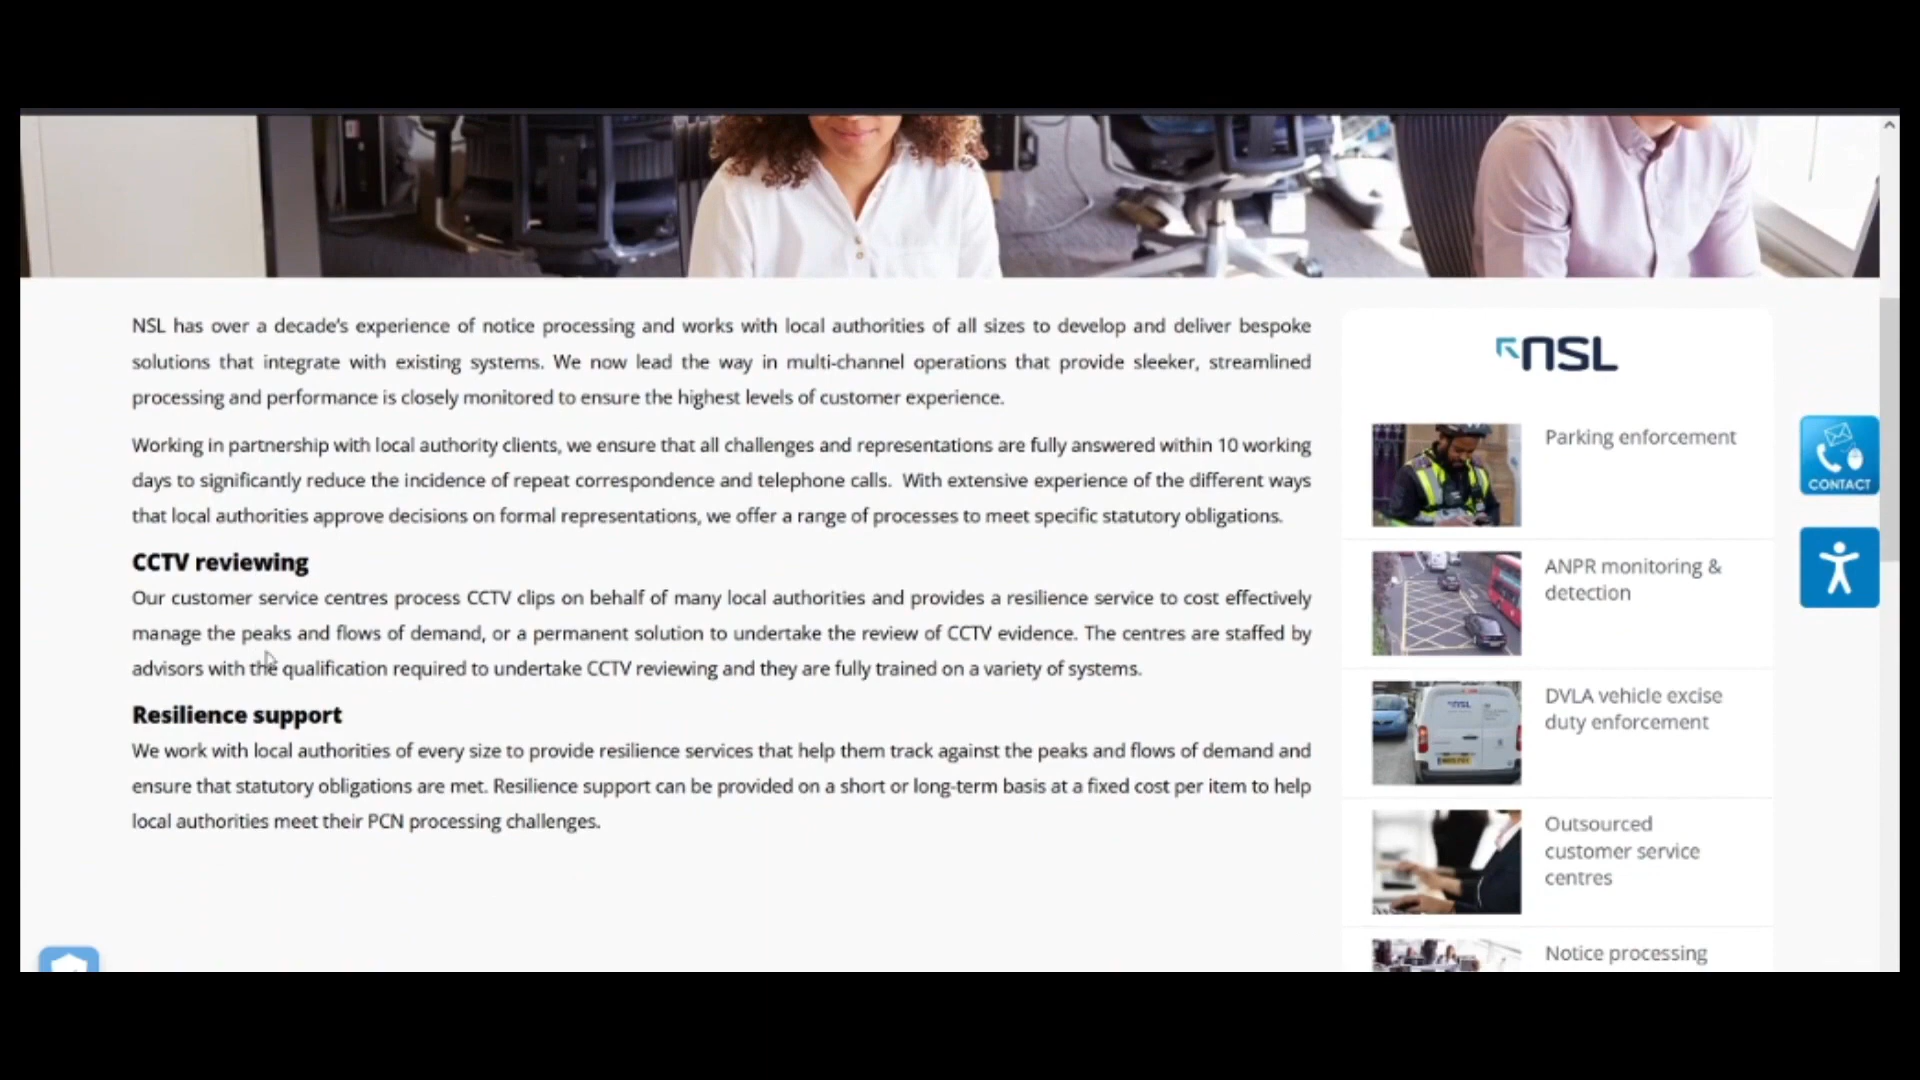 NSL has over a decade's experience of notice processing and works with local authorities of all sizes to develop and deliver bespoke
solutions that integrate with existing systems. We now lead the way in multi-channel operations that provide sleeker, streamlined
processing and performance is closely monitored to ensure the highest levels of customer experience.
Working in partnership with local authority clients, we ensure that all challenges and representations are fully answered within 10 working
days to significantly reduce the incidence of repeat correspondence and telephone calls. With extensive experience of the different ways
that local authorities approve decisions on formal representations, we offer a range of processes to meet specific statutory obligations.
CCTV reviewing
Our customer service centres process CCTV clips on behalf of many local authorities and provides a resilience service to cost effectively
manage the peaks and flows of demand, or a permanent solution to undertake the review of CCTV evidence. The centres are staffed by
advisors with the qualification required to undertake CCTV reviewing and they are fully trained on a variety of systems.
Resilience support
We work with local authorities of every size to provide resilience services that help them track against the peaks and flows of demand and
ensure that statutory obligations are met. Resilience support can be provided on a short or long-term basis at a fixed cost per item to help
local authorities meet their PCN processing challenges.
NSL
Parking enforcement
ANPR monitoring &
detection
DVLA vehicle excise
duty enforcement
NSL
Outsourced
customer service
centres
Notice processing
CONTACT